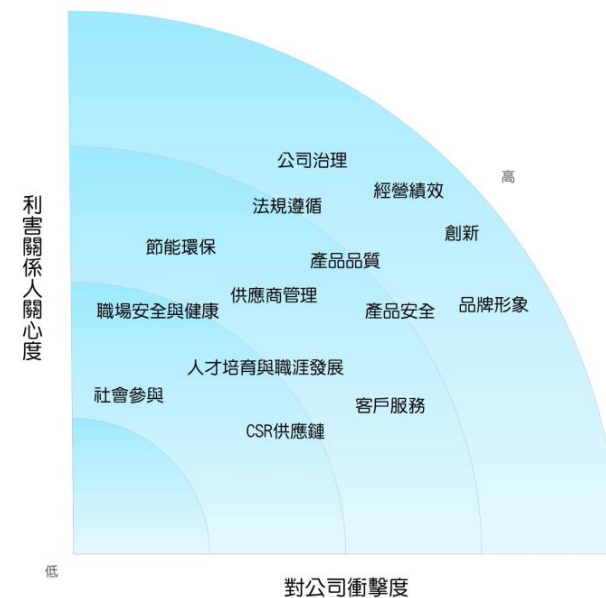 公司治理
高
經營績效
法規遵循
利害關係人關心度
創新
節能環保
產品品質
供應商管理
職場安全與健康
產品安全
品牌形象
人才培育與職涯發展
社會參與
客戶服務
CSR供應鏈
低
對公司衝擊度